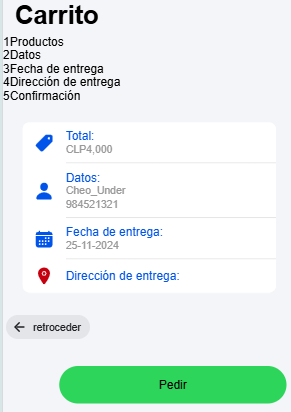 Carrito
1Productos
2Datos
3Fecha de entrega
4Dirección de entrega
5Confirmación
Total:
CLP4,000
Datos:
Cheo_Under
984521321
Fecha de entrega:
25-11-2024
Dirección de entrega:
retroceder
Pedir